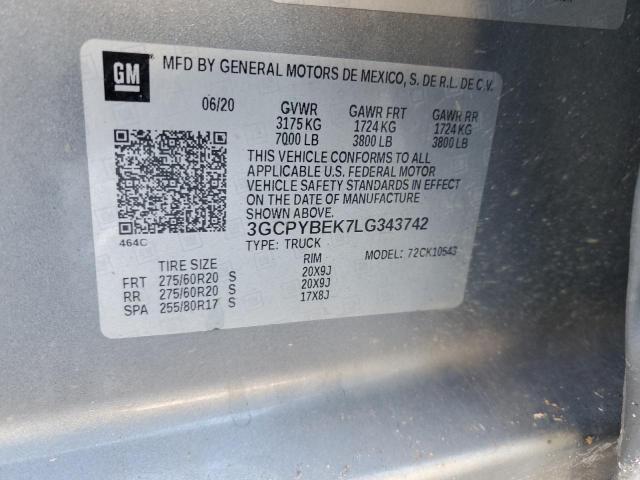 GM
MFD BY GENERAL MOTORS DE MEXICO, S. DE R.L. DE C.V.
06/20 GVWR GAWR FRT GAWR RR
3175 KG 1724 KG 1724 KG
7000 LB 3800 LB 3800 LB
THIS VEHICLE CONFORMS TO ALL
APPLICABLE U.S. FEDERAL MOTOR
VEHICLE SAFETY STANDARDS IN EFFECT
ON THE DATE OF MANUFACTURE
SHOWN ABOVE.
464C 3GCPYBEK7LG343742
TYPE: TRUCK MODEL: 72CK10543
TIRE SIZE RIM
FRT 275/60R20 S 20X9J
RR 275/60R20 S 20X9J
SPA 255/80R17 S 17X8J